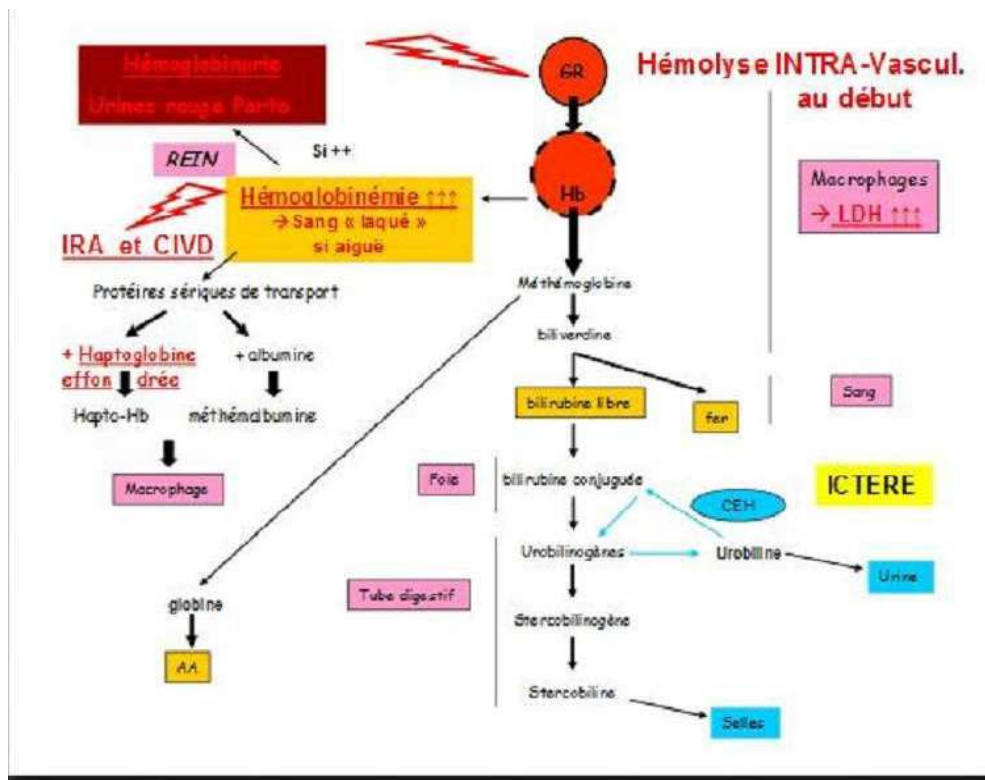 Hémoglobinurie
Urines rouge Porto
GR
Hémolyse INTRA-Vascul.
au début
REIN
Si ++
Hb
Hémoglobinémie ↑↑↑
→ Sang « laqué »
si aiguë
Macrophages
→ LDH ↑↑↑
IRA et CIVD
Protéines sériques de transport
Méthémoglobine
biliverdine
+ Haptoglobine
effon drée
+ albumine
Hapto-Hb
méthémalbumine
bilirubine libre
fer
Sang
Macrophage
Foie
bilirubine conjuguée
CEH
ICTERE
Urobilinogènes
Urobiline
Urine
Tube digestif
globine
Stercobilinogène
AA
Stercobiline
Selles